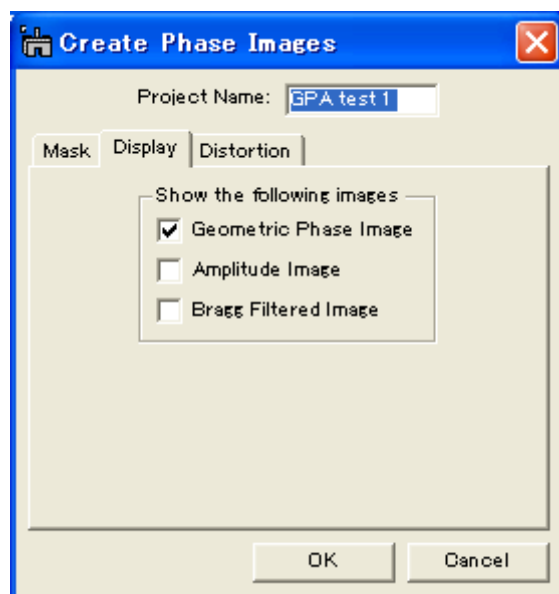 Create Phase Images
Project Name: GPA test 1
Mask Display Distortion
Show the following images
Geometric Phase Image
Amplitude Image
Bragg Filtered Image
OK Cancel